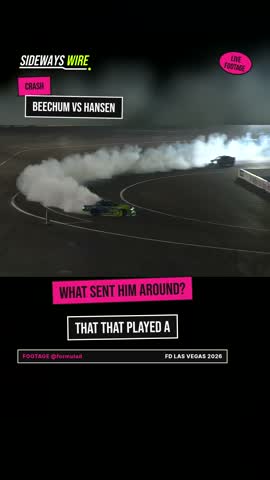 SIDEWAYS WIRE.
LIVE
FOOTAGE
CRASH
BEECHUM VS HANSEN
WHAT SENT HIM AROUND?
THAT THAT PLAYED A
FOOTAGE @formulad FD LAS VEGAS 2026